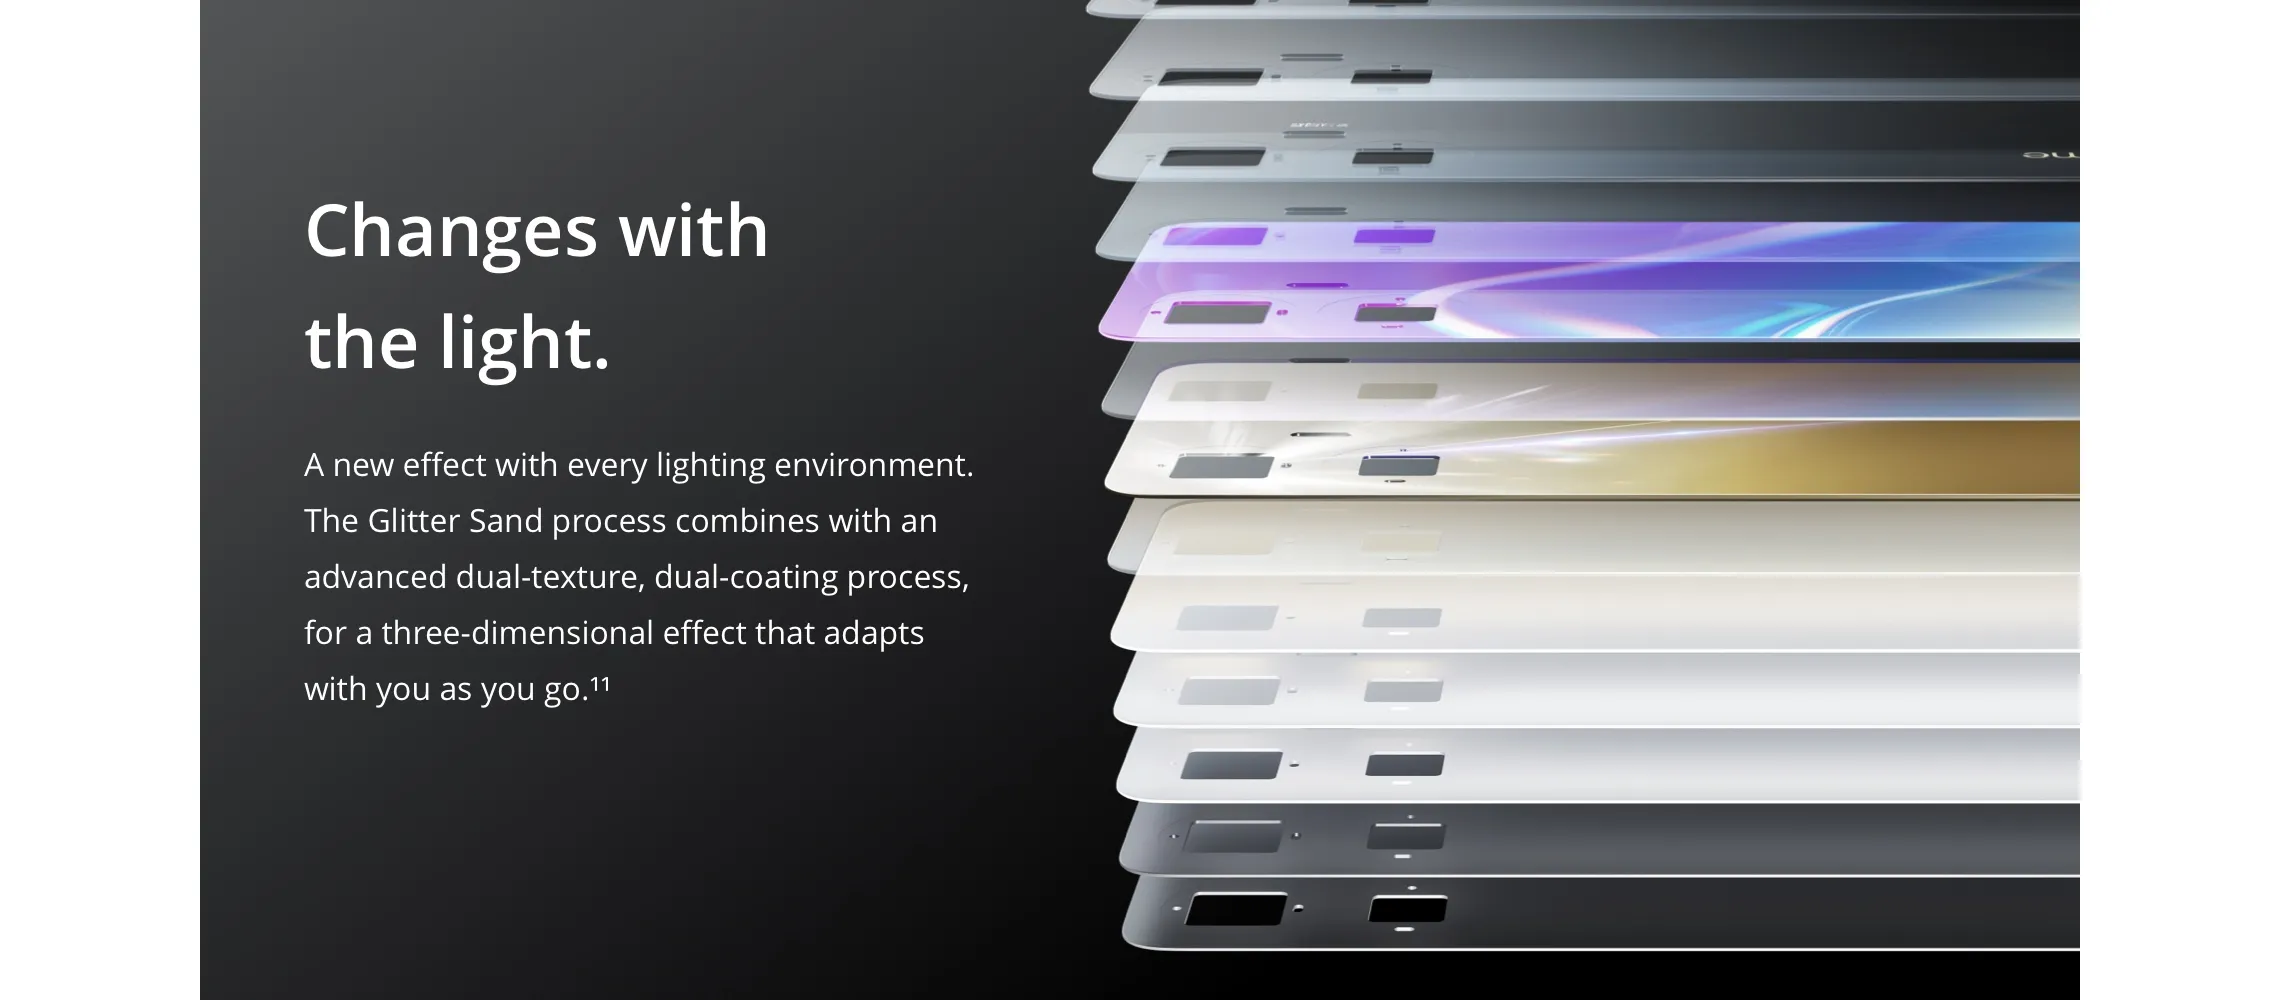 Changes with
the light.
A new effect with every lighting environment.
The Glitter Sand process combines with an
advanced dual-texture, dual-coating process,
for a three-dimensional effect that adapts
with you as you go.¹¹